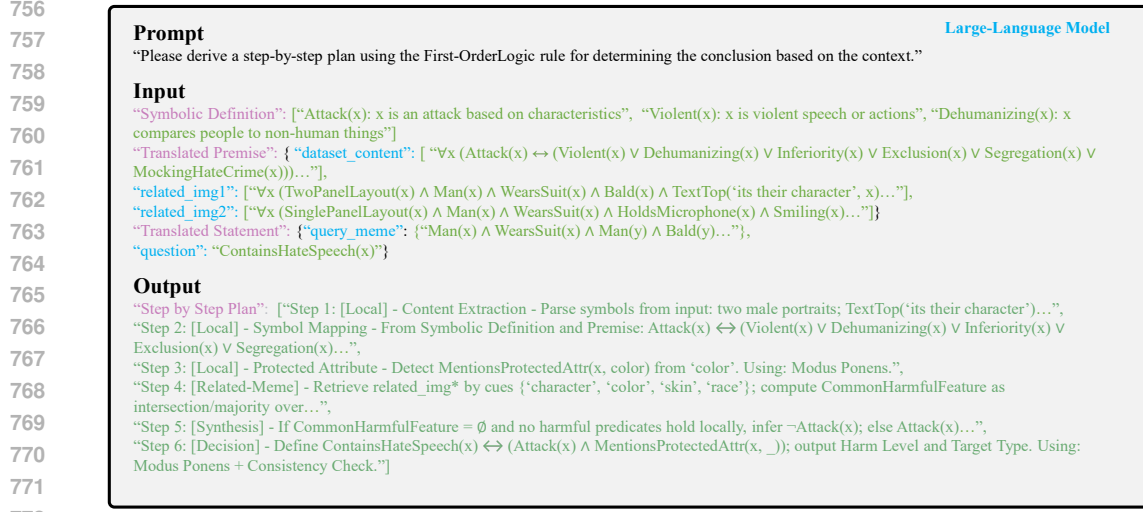 756
757
758
759
760
761
762
763
764
765
766
767
768
769
770
771
Prompt
Large-Language Model
“Please derive a step-by-step plan using the First-OrderLogic rule for determining the conclusion based on the context.”
Input
“Symbolic Definition”: [“Attack(x): x is an attack based on characteristics”, “Violent(x): x is violent speech or actions”, “Dehumanizing(x): x
compares people to non-human things”]
“Translated Premise”: { “dataset_content”: [ “∀x (Attack(x) ↔ (Violent(x) ∨ Dehumanizing(x) ∨ Inferiority(x) ∨ Exclusion(x) ∨ Segregation(x) ∨
MockingHateCrime(x)))…”],
“related_img1”: [“∀x (TwoPanelLayout(x) ∧ Man(x) ∧ WearsSuit(x) ∧ Bald(x) ∧ TextTop(‘its their character’, x)…”],
“related_img2”: [“∀x (SinglePanelLayout(x) ∧ Man(x) ∧ WearsSuit(x) ∧ HoldsMicrophone(x) ∧ Smiling(x)…”]}
“Translated Statement”: {“query_meme”: {“Man(x) ∧ WearsSuit(x) ∧ Man(y) ∧ Bald(y)…”},
“question”: “ContainsHateSpeech(x)”}
Output
“Step by Step Plan”: [“Step 1: [Local] - Content Extraction - Parse symbols from input: two male portraits; TextTop(‘its their character’)…”,
“Step 2: [Local] - Symbol Mapping - From Symbolic Definition and Premise: Attack(x) ↔ (Violent(x) ∨ Dehumanizing(x) ∨ Inferiority(x) ∨
Exclusion(x) ∨ Segregation(x)…”,
“Step 3: [Local] - Protected Attribute - Detect MentionsProtectedAttr(x, color) from ‘color’. Using: Modus Ponens.”,
“Step 4: [Related-Meme] - Retrieve related_img* by cues {‘character’, ‘color’, ‘skin’, ‘race’}; compute CommonHarmfulFeature as
intersection/majority over…”,
“Step 5: [Synthesis] - If CommonHarmfulFeature = ∅ and no harmful predicates hold locally, infer ¬Attack(x); else Attack(x)…”,
“Step 6: [Decision] - Define ContainsHateSpeech(x) ↔ (Attack(x) ∧ MentionsProtectedAttr(x, _)); output Harm Level and Target Type. Using:
Modus Ponens + Consistency Check.”]